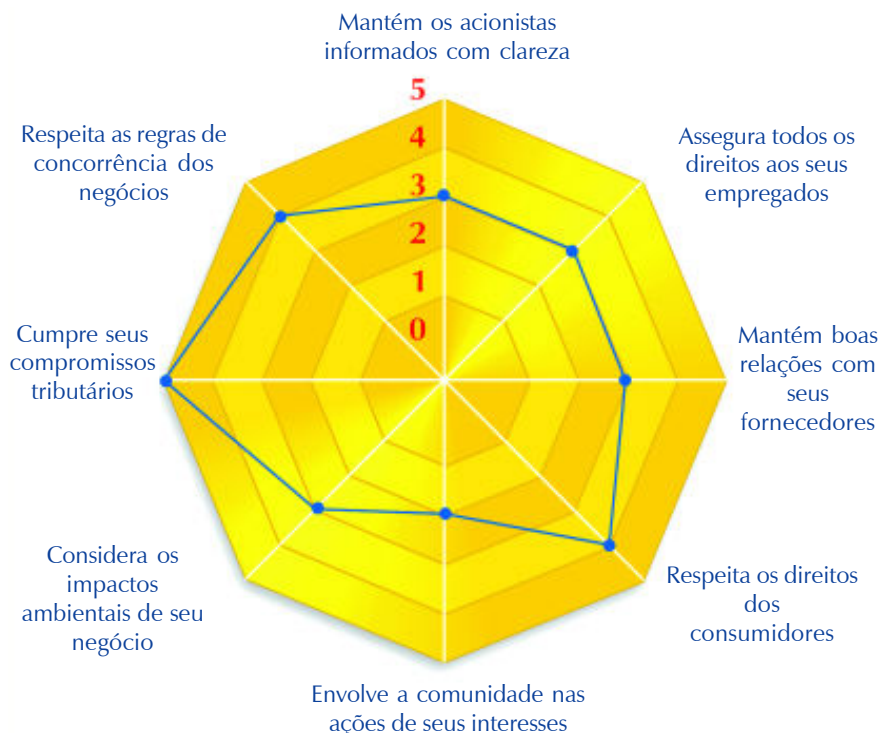 Mantém os acionistas
informados com clareza
Respeita as regras de
concorrência dos
negócios
Assegura todos os
direitos aos seus
empregados
5
4
3
2
1
0
Cumpre seus
compromissos
tributários
Mantém boas
relações com
seus
fornecedores
Considera os
impactos
ambientais de seu
negócio
Respeita os direitos
dos
consumidores
Envolve a comunidade nas
ações de seus interesses